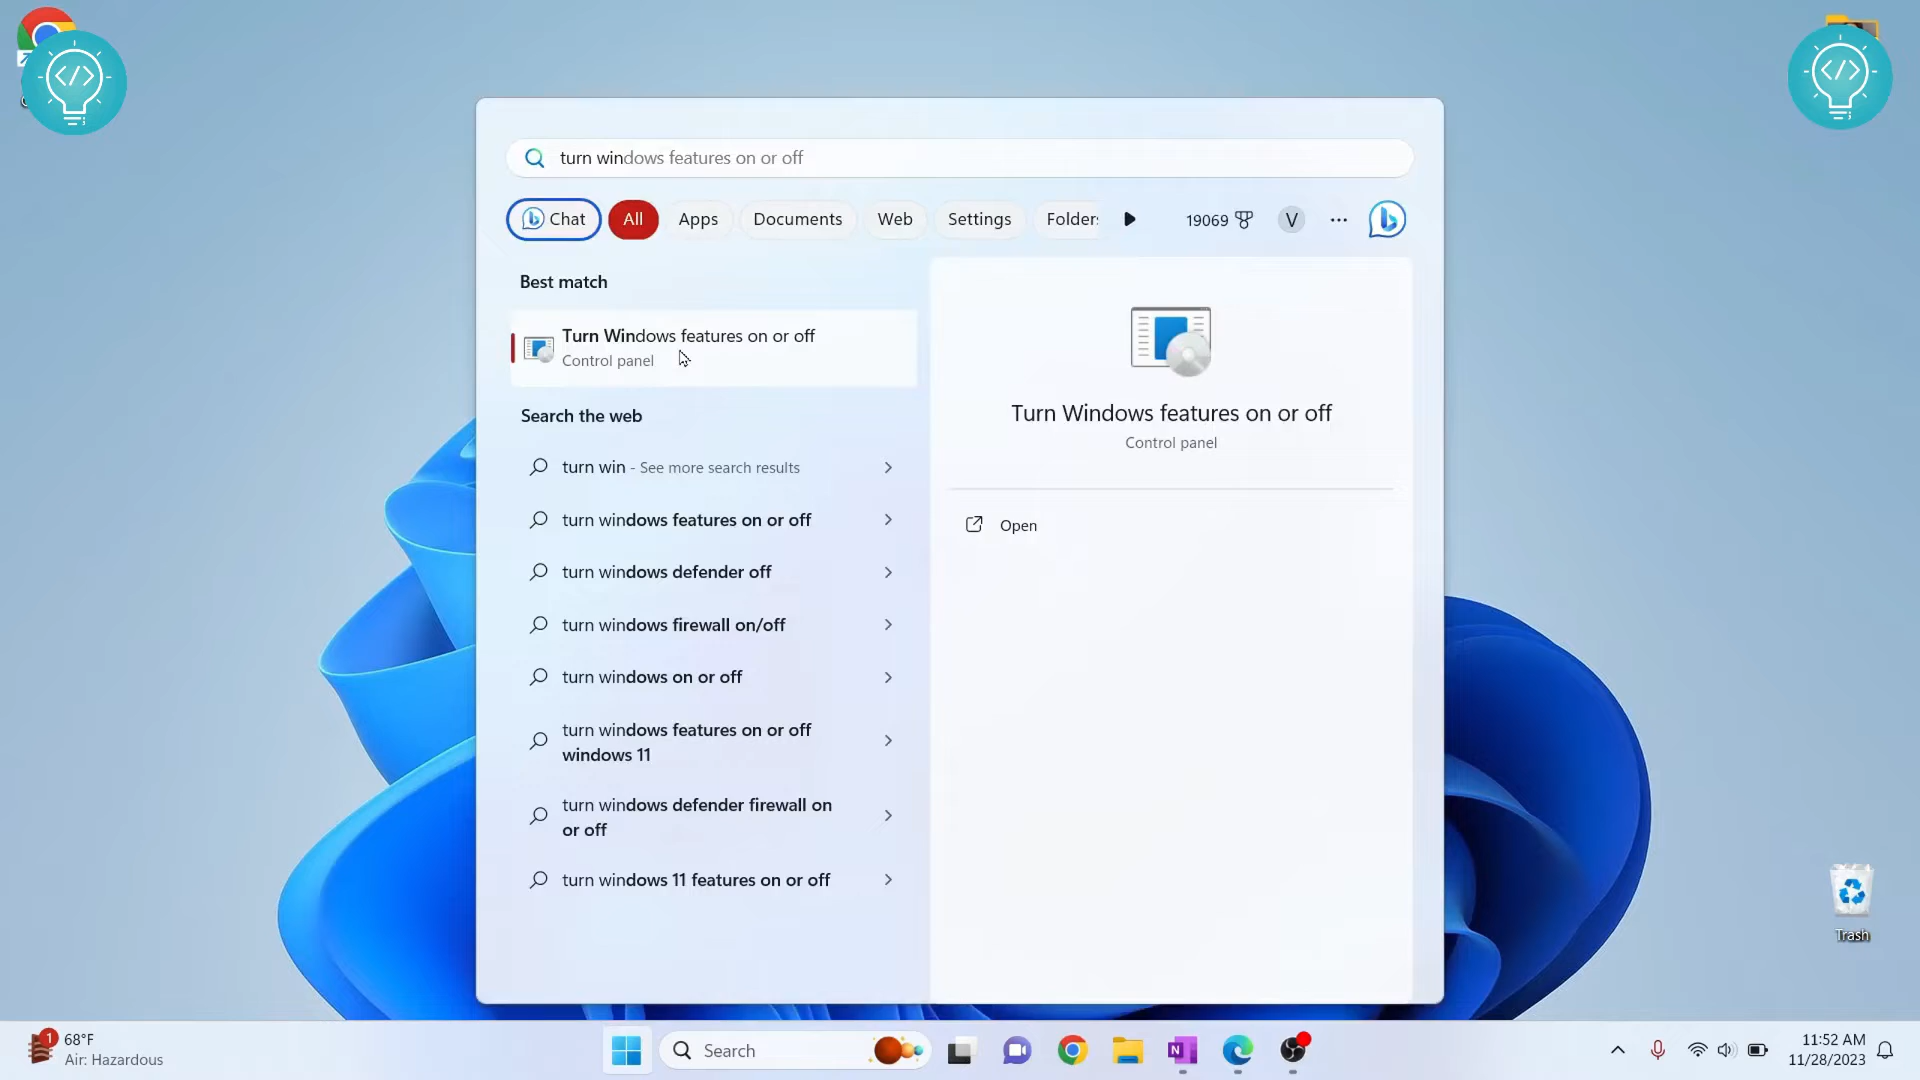 turn windows features on or off
Chat
All
Apps
Documents
Web
Settings
Folder
19069
V
Best match
Turn Windows features on or off
Control panel
Search the web
turn win - See more search results
turn windows features on or off
turn windows defender off
turn windows firewall on/off
turn windows on or off
turn windows features on or off
windows 11
turn windows defender firewall on
or off
turn windows 11 features on or off
Turn Windows features on or off
Control panel
Open
</> 
</>
Trash
1
68°F
Air: Hazardous
Search
N
11:52 AM
11/28/2023